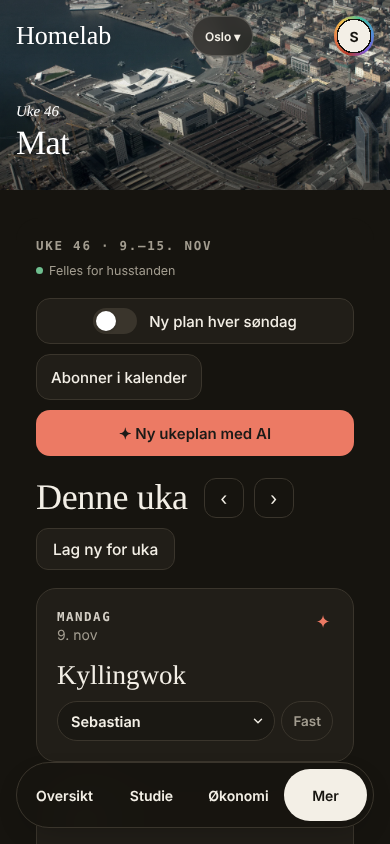 Homelab
Oslo ▾
S
Uke 46
Mat
UKE 46 · 9.–15. NOV
Felles for husstanden
Ny plan hver søndag
Abonner i kalender
✦ Ny ukeplan med AI
Denne uka
‹ ›
Lag ny for uka
MANDAG
✦
9. nov
Kyllingwok
Sebastian
Fast
Oversikt Studie Økonomi Mer